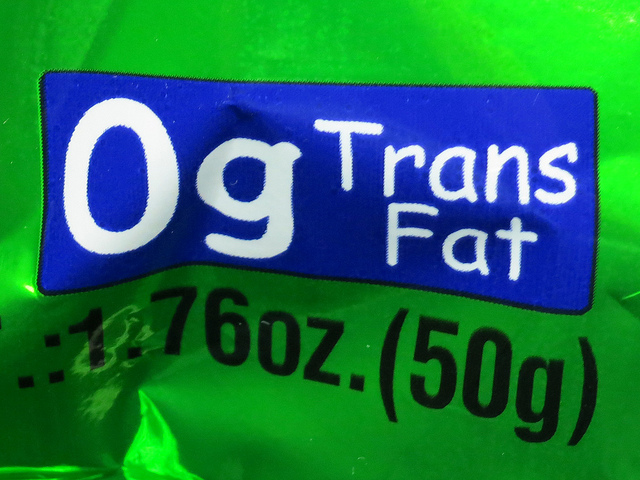 0g Trans
Fat
.:1.76oz.(50g)